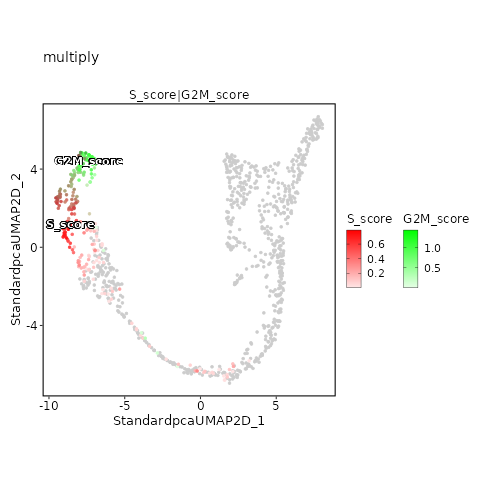 multiply
S_score|G2M_score
G2M_score
S_score
4
0
-4
-10
-5
0
5
StandardpcaUMAP2D_1
StandardpcaUMAP2D_2
S_score
0.6
0.4
0.2
G2M_score
1.0
0.5